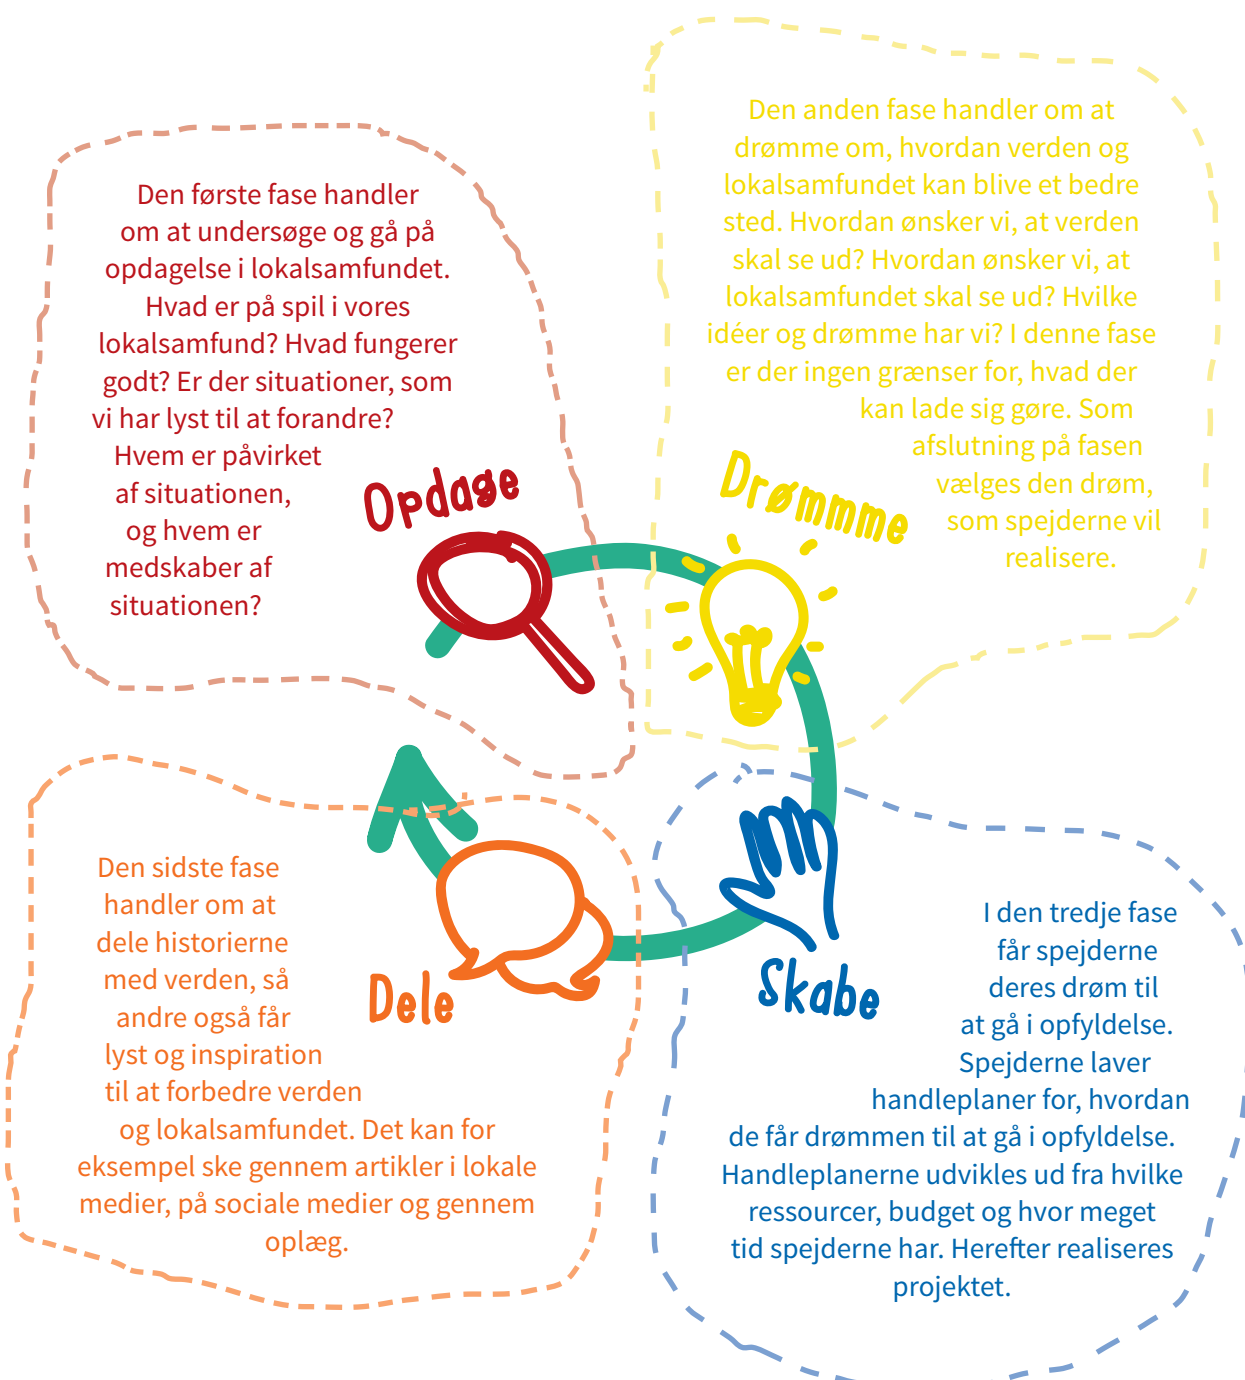 Den første fase handler
om at undersøge og gå på
opdagelse i lokalsamfundet.
Hvad er på spil i vores
lokalsamfund? Hvad fungerer
godt? Er der situationer, som
vi har lyst til at forandre?
Hvem er påvirket
af situationen,
og hvem er
medskaber af
situationen?
Opdage
Den anden fase handler om at
drømme om, hvordan verden og
lokalsamfundet kan blive et bedre
sted. Hvordan ønsker vi, at verden
skal se ud? Hvordan ønsker vi, at
lokalsamfundet skal se ud? Hvilke
idéer og drømme har vi? I denne fase
er der ingen grænser for, hvad der
kan lade sig gøre. Som
afslutning på fasen
vælges den drøm,
som spejderne vil
realisere.
Drømmme
I den tredje fase
får spejderne
deres drøm til
at gå i opfyldelse.
Spejderne laver
handleplaner for, hvordan
de får drømmen til at gå i opfyldelse.
Handleplanerne udvikles ud fra hvilke
ressourcer, budget og hvor meget
tid spejderne har. Herefter realiseres
projektet.
Skabe
Den sidste fase
handler om at
dele historierne
med verden, så
andre også får
lyst og inspiration
til at forbedre verden
og lokalsamfundet. Det kan for
eksempel ske gennem artikler i lokale
medier, på sociale medier og gennem
oplæg.
Dele